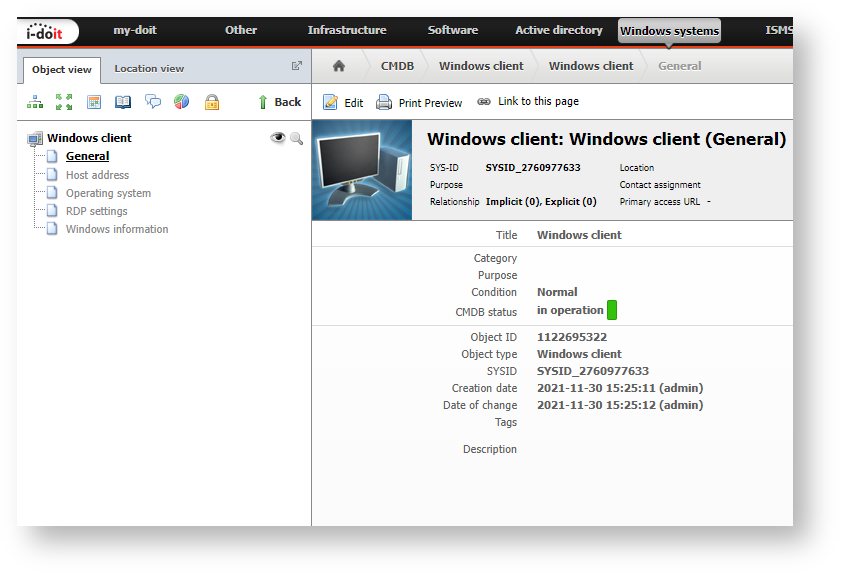 i-doit my-doit Other Infrastructure Software Active directory Windows systems ISMS
Object view Location view
CMDB Windows client Windows client General
Back
Edit Print Preview Link to this page
Windows client
General
Host address
Operating system
RDP settings
Windows information
Windows client: Windows client (General)
SYS-ID SYSID_2760977633 Location
Purpose Contact assignment
Relationship Implicit (0), Explicit (0) Primary access URL -
Title Windows client
Category
Purpose
Condition Normal
CMDB status in operation
Object ID 1122695322
Object type Windows client
SYSID SYSID_2760977633
Creation date 2021-11-30 15:25:11 (admin)
Date of change 2021-11-30 15:25:12 (admin)
Tags
Description